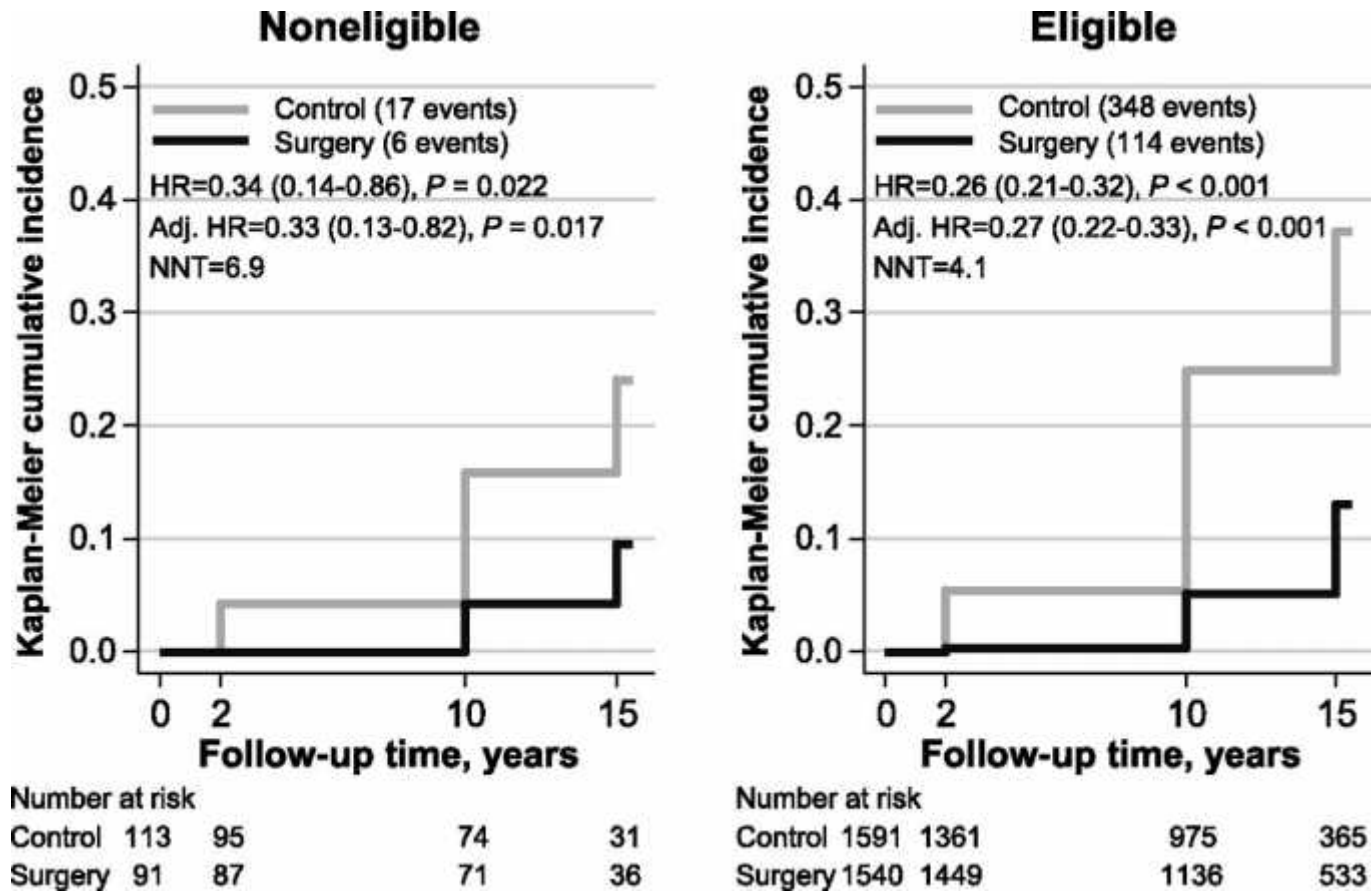 Noneligible
Kaplan-Meier cumulative incidence
0.5
0.4
0.3
0.2
0.1
0.0
Control (17 events)
Surgery (6 events)
HR=0.34 (0.14-0.86), P = 0.022
Adj. HR=0.33 (0.13-0.82), P = 0.017
NNT=6.9
0 2 10 15
Follow-up time, years
Number at risk
Control 113 95 74 31
Surgery 91 87 71 36
Eligible
Kaplan-Meier cumulative incidence
0.5
0.4
0.3
0.2
0.1
0.0
Control (348 events)
Surgery (114 events)
HR=0.26 (0.21-0.32), P < 0.001
Adj. HR=0.27 (0.22-0.33), P < 0.001
NNT=4.1
0 2 10 15
Follow-up time, years
Number at risk
Control 1591 1361 975 365
Surgery 1540 1449 1136 533